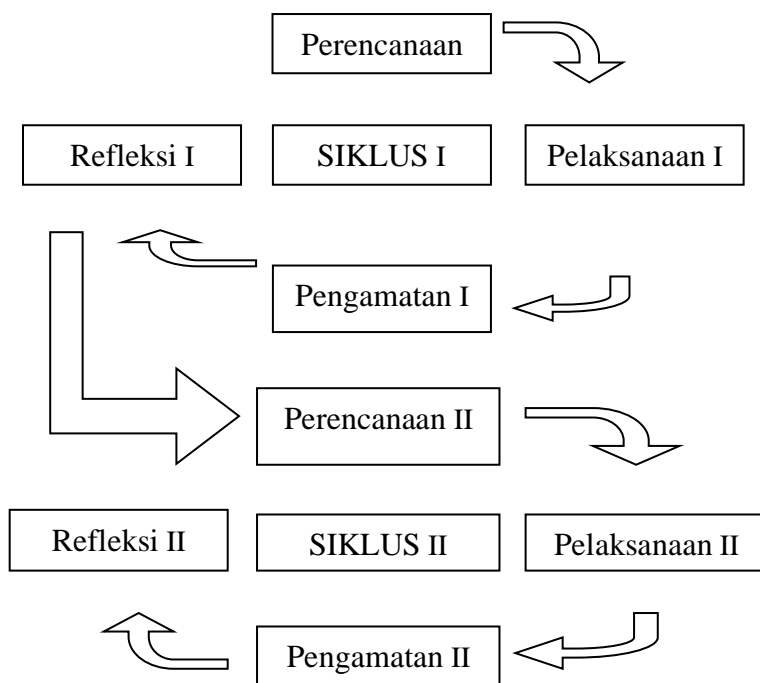 Perencanaan
Refleksi I
SIKLUS I
Pelaksanaan I
Pengamatan I
Perencanaan II
Refleksi II
SIKLUS II
Pelaksanaan II
Pengamatan II